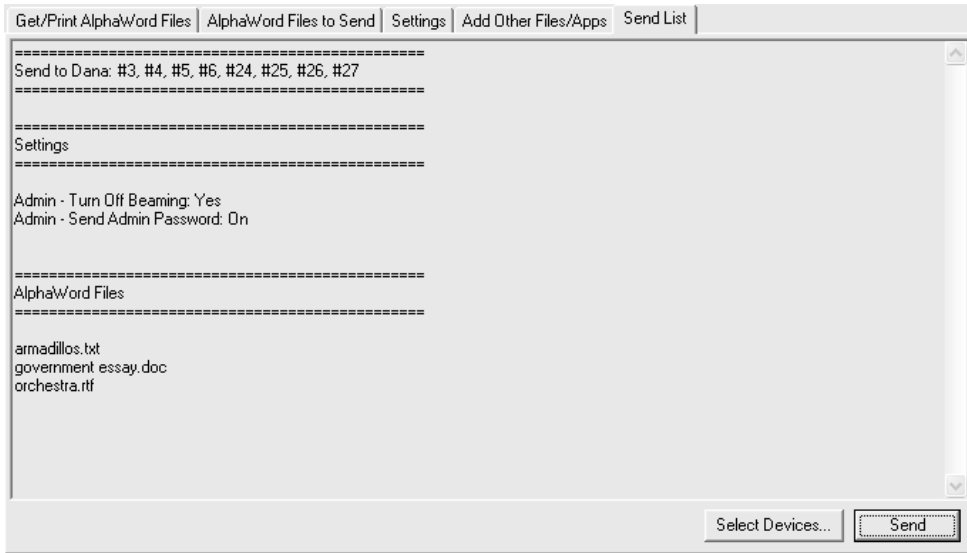 Get/Print AlphaWord Files AlphaWord Files to Send Settings Add Other Files/Apps Send List
================================================
Send to Dana: #3, #4, #5, #6, #24, #25, #26, #27
================================================
================================================
Settings
================================================
Admin - Turn Off Beaming: Yes
Admin - Send Admin Password: On
================================================
AlphaWord Files
================================================
armadillos.txt
government essay.doc
orchestra.rtf
Select Devices... Send